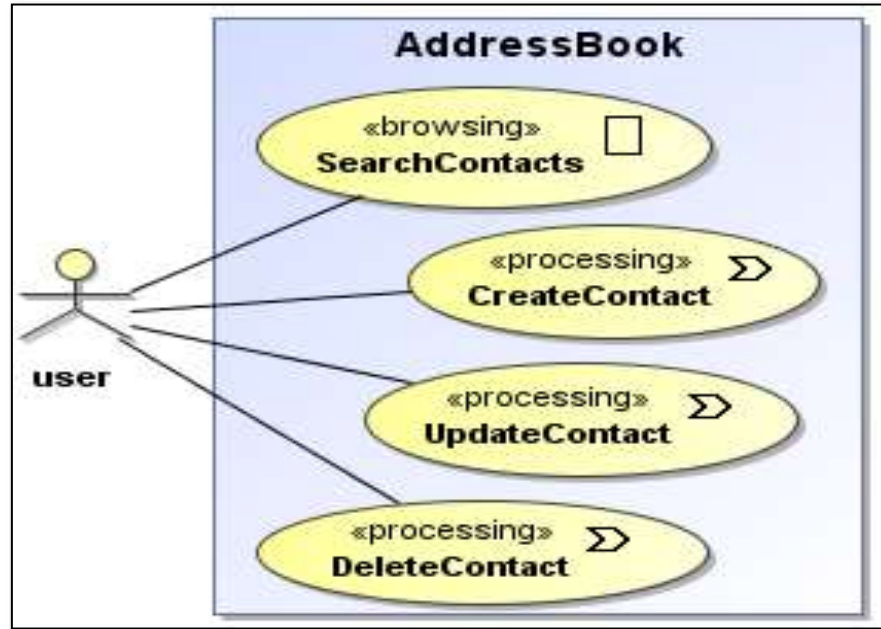 AddressBook
«browsing»
SearchContacts
«processing»
CreateContact
user
«processing»
UpdateContact
«processing»
DeleteContact